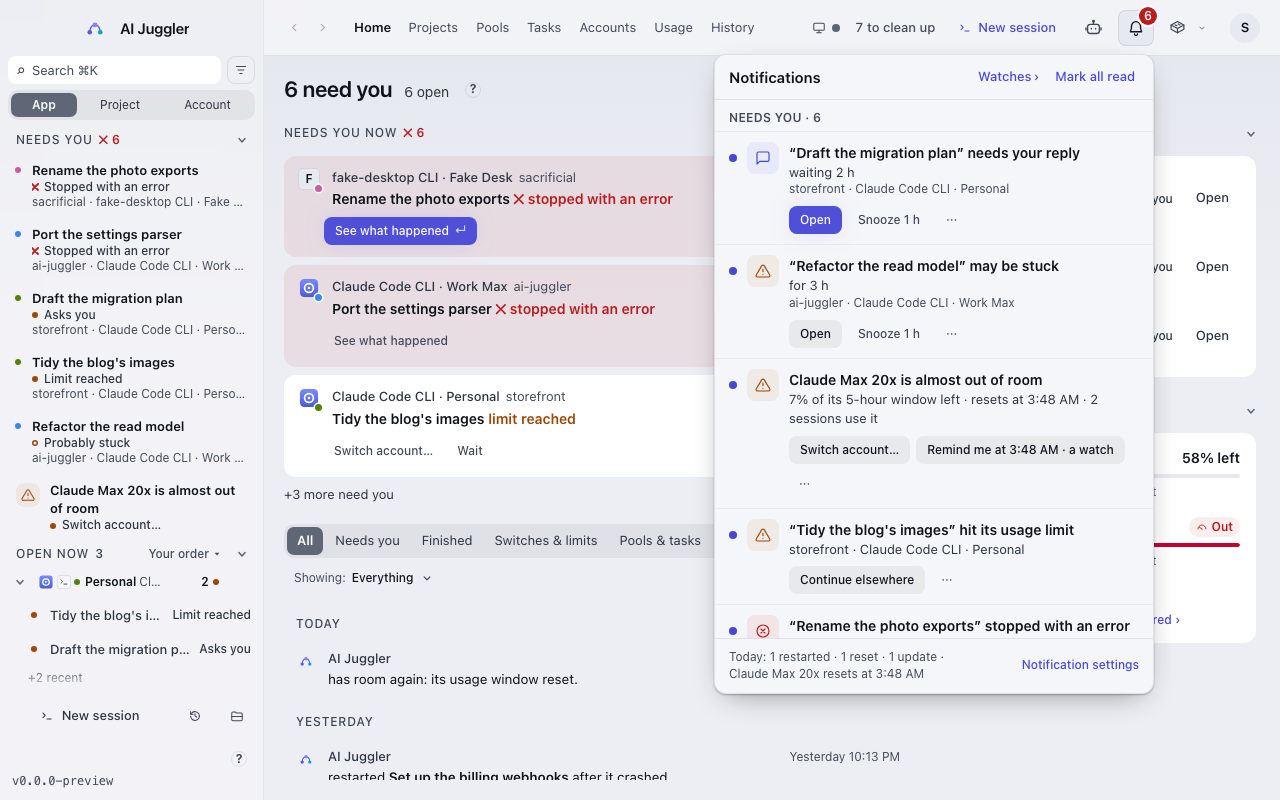 AI Juggler
Search ⌘K
App
Project
Account
NEEDS YOU 6
Rename the photo exports
Stopped with an error
sacrificial · fake-desktop CLI · Fake ...
Port the settings parser
Stopped with an error
ai-juggler · Claude Code CLI · Work ...
Draft the migration plan
Asks you
storefront · Claude Code CLI · Perso...
Tidy the blog's images
Limit reached
storefront · Claude Code CLI · Perso...
Refactor the read model
Probably stuck
ai-juggler · Claude Code CLI · Work ...
Claude Max 20x is almost out
of room
Switch account...
OPEN NOW 3
Your order
Personal Cl...
2
Tidy the blog's i...
Limit reached
Draft the migration p...
Asks you
+2 recent
New session
?
v0.0.0-preview
Home
Projects
Pools
Tasks
Accounts
Usage
History
7 to clean up
New session
6
S
6 need you
6 open
?
NEEDS YOU NOW 6
F
fake-desktop CLI · Fake Desk sacrificial
Rename the photo exports stopped with an error
See what happened
Claude Code CLI · Work Max ai-juggler
Port the settings parser stopped with an error
See what happened
Claude Code CLI · Personal storefront
Tidy the blog's images limit reached
Switch account...
Wait
+3 more need you
All
Needs you
Finished
Switches & limits
Pools & tasks
Showing: Everything
TODAY
AI Juggler
has room again: its usage window reset.
YESTERDAY
AI Juggler
Yesterday 10:13 PM
restarted Set up the billing webhooks after it crashed
Notifications
Watches ›
Mark all read
NEEDS YOU · 6
“Draft the migration plan” needs your reply
waiting 2 h
storefront · Claude Code CLI · Personal
Open
Snooze 1 h
...
“Refactor the read model” may be stuck
for 3 h
ai-juggler · Claude Code CLI · Work Max
Open
Snooze 1 h
...
Claude Max 20x is almost out of room
7% of its 5-hour window left · resets at 3:48 AM · 2
sessions use it
Switch account...
Remind me at 3:48 AM · a watch
...
“Tidy the blog's images” hit its usage limit
storefront · Claude Code CLI · Personal
Continue elsewhere
...
“Rename the photo exports” stopped with an error
Today: 1 restarted · 1 reset · 1 update ·
Claude Max 20x resets at 3:48 AM
Notification settings
you
Open
you
Open
you
Open
58% left
Out